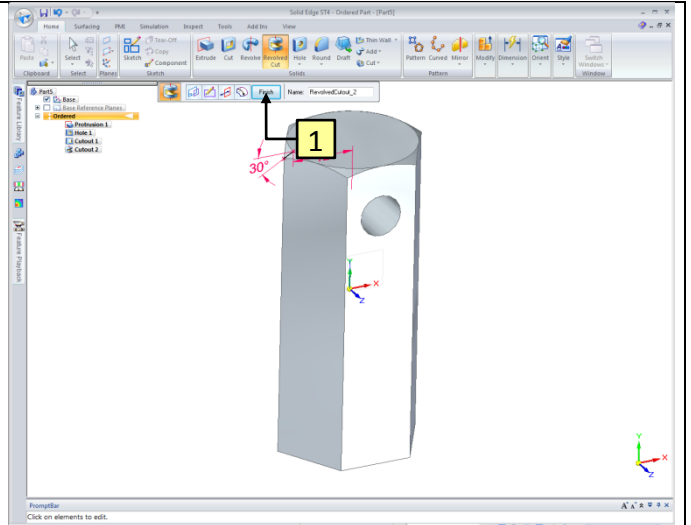 Solid Edge ST4 - Ordered Part - [Part5]
Home Surfacing PMI Simulation Inspect Tools Add-Ins View
Paste Select Planes Sketch Tear-Off Copy Component Extrude Cut Revolve Revolved Cut Hole Round Draft Thin Wall Add Cut Pattern Curved Mirror Modify Dimension Orient Style Switch Windows
Clipboard Select Planes Sketch Solids Pattern Window
Finish Name: RevolvedCutout_2
Part5
Base
Base Reference Planes
Ordered
Protrusion 1
Hole 1
Cutout 1
Cutout 2
Feature Library
Feature Playback
1
30°
Y
X
Z
Y
X
Z
PromptBar
Click on elements to edit.